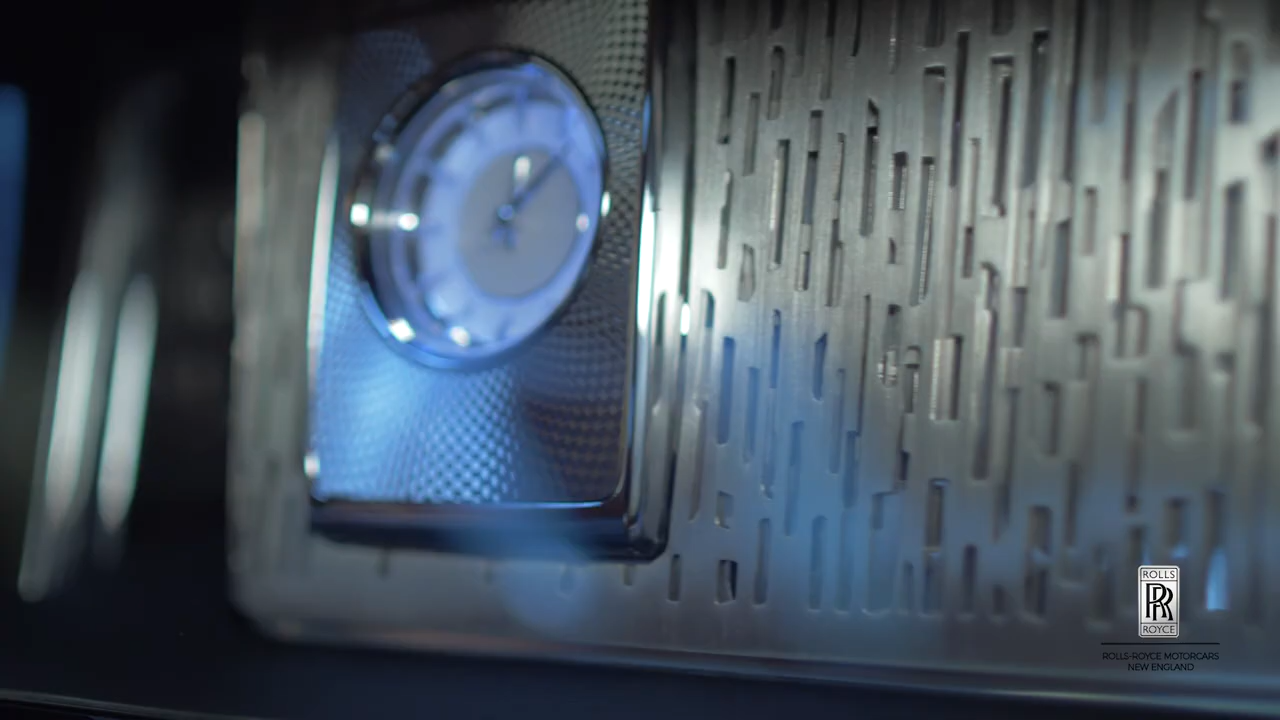 ROLLS
RR
ROYCE
ROLLS-ROYCE MOTORCARS
NEW ENGLAND